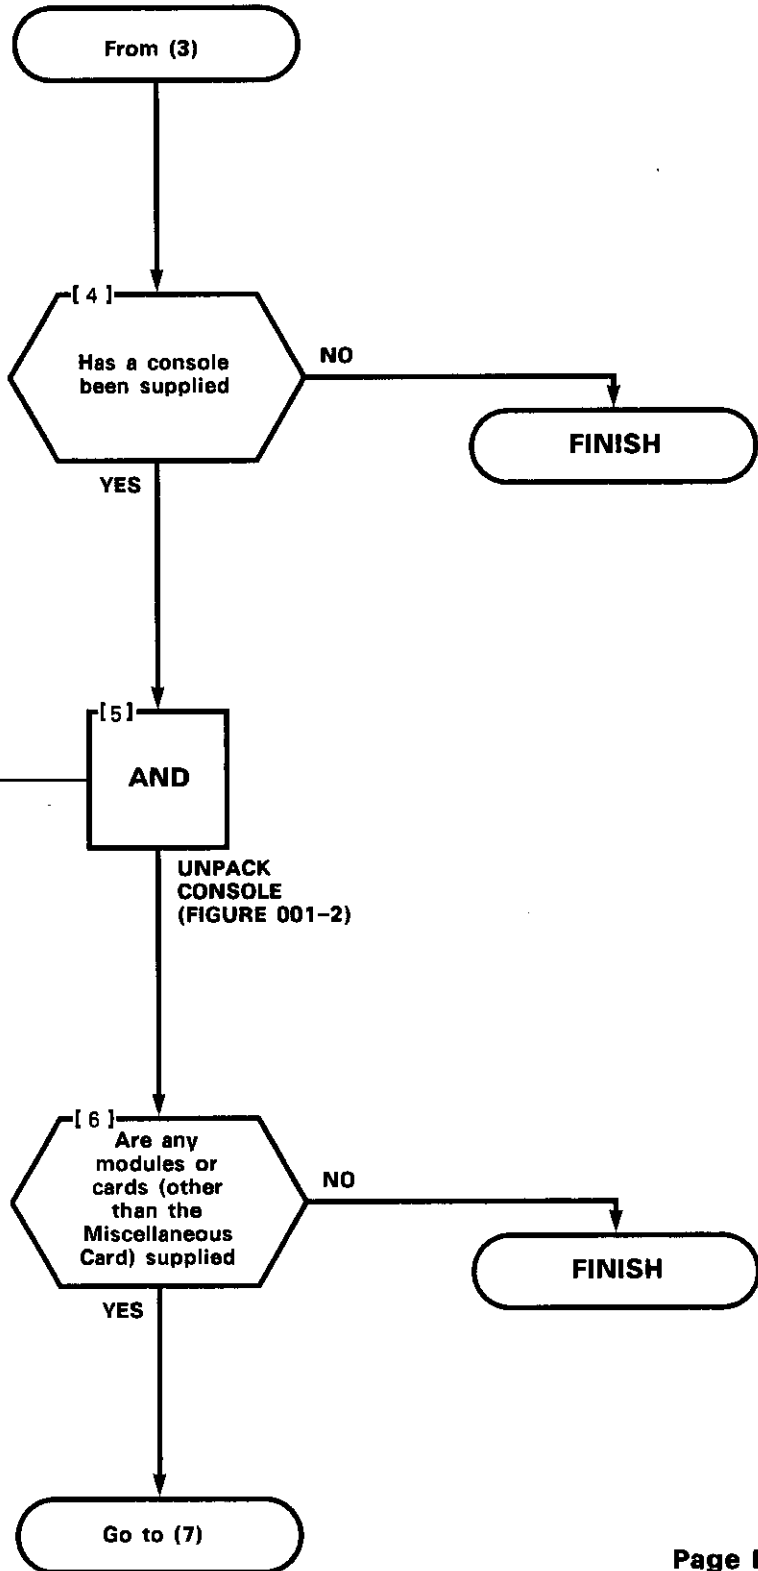 From (3)
[ 4 ]
Has a console
been supplied
NO
FINISH
YES
[5]
AND
UNPACK
CONSOLE
(FIGURE 001-2)
[ 6 ]
Are any
modules or
cards (other
than the
Miscellaneous
Card) supplied
NO
FINISH
YES
Go to (7)
Page